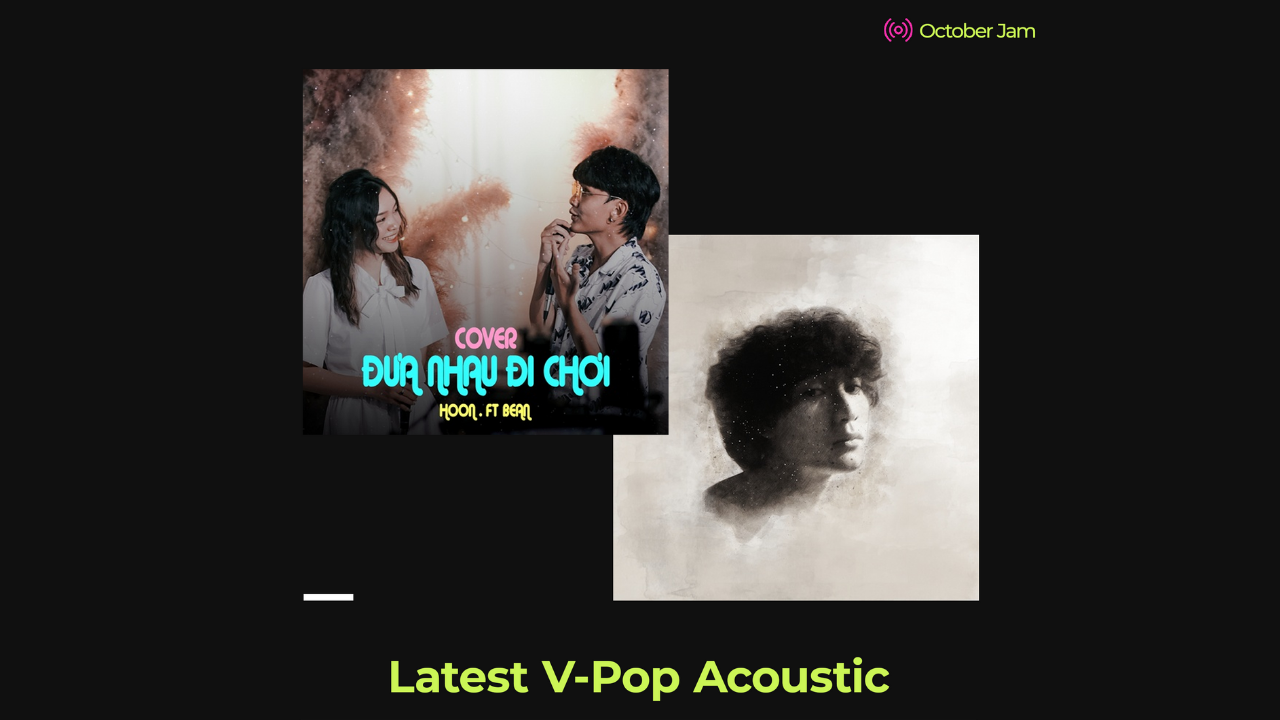 October Jam
COVER
ĐƯA NHAU ĐI CHƠI
HOON . FT BEAN
Latest V-Pop Acoustic